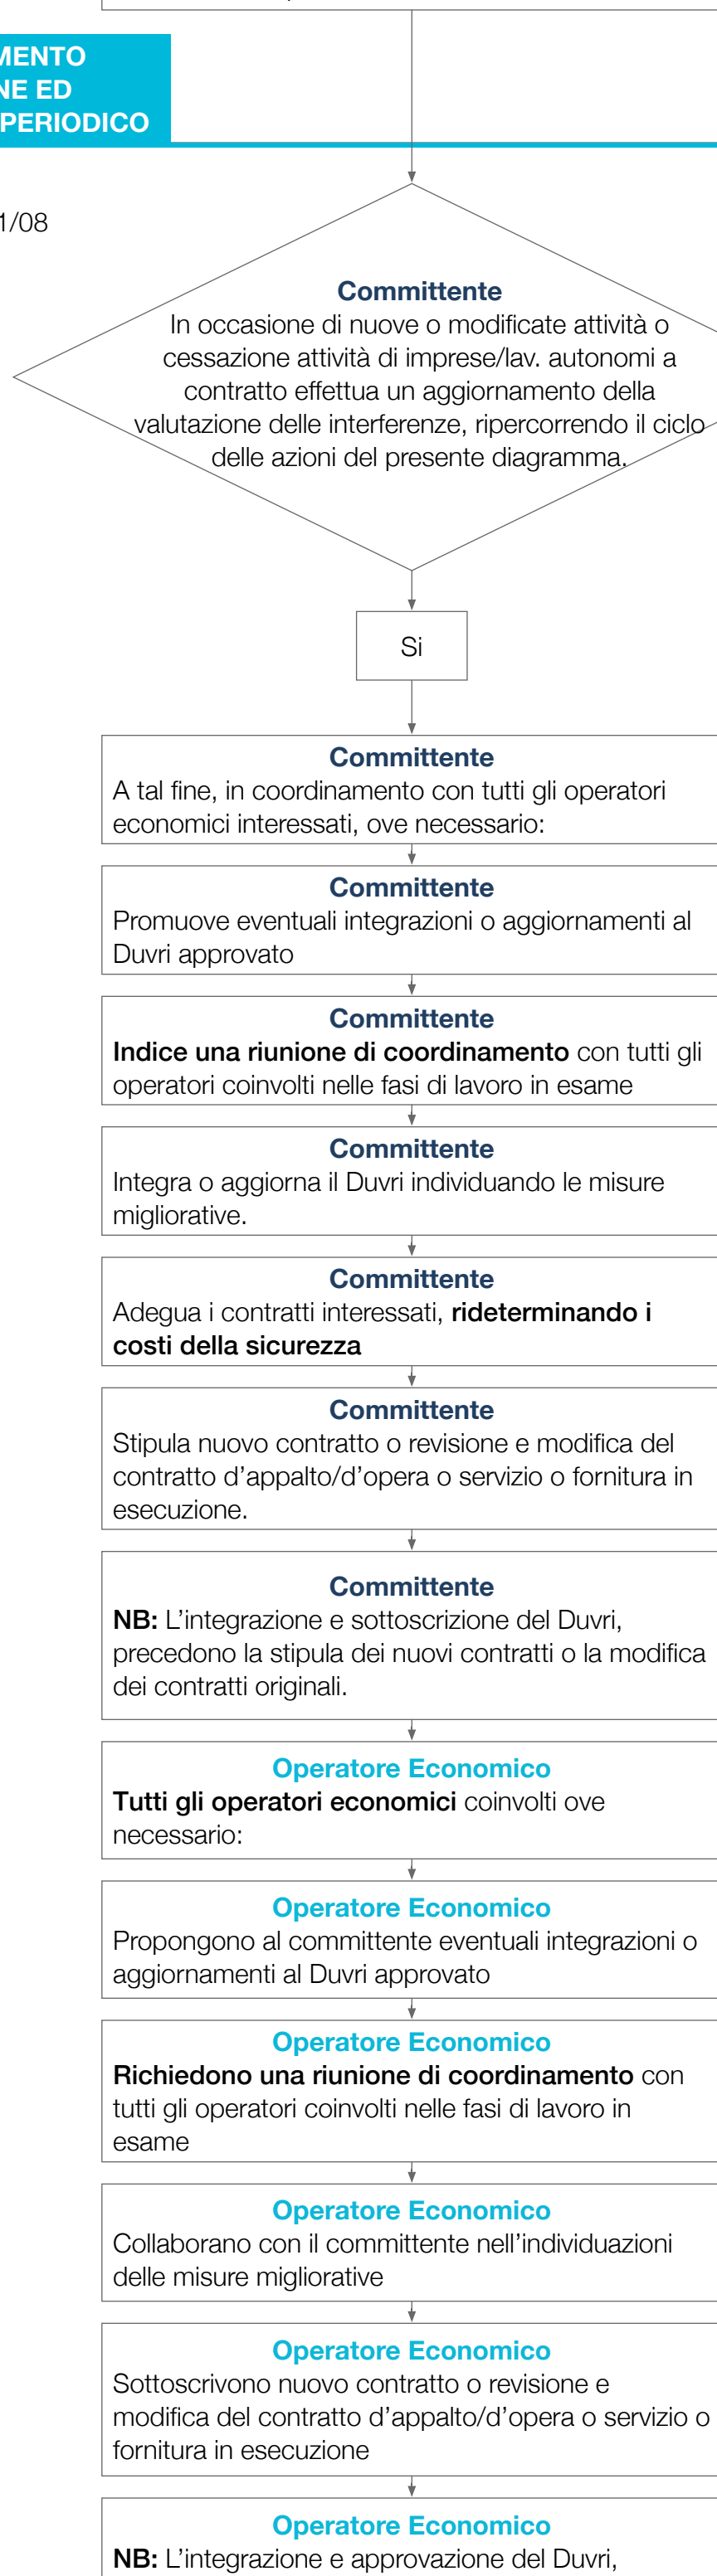 MENTO
NE ED
PERIODICO
1/08
Committente
In occasione di nuove o modificate attività o
cessazione attività di imprese/lav. autonomi a
contratto effettua un aggiornamento della
valutazione delle interferenze, ripercorrendo il ciclo
delle azioni del presente diagramma.
Si
Committente
A tal fine, in coordinamento con tutti gli operatori
economici interessati, ove necessario:
Committente
Promuove eventuali integrazioni o aggiornamenti al
Duvri approvato
Committente
Indice una riunione di coordinamento con tutti gli
operatori coinvolti nelle fasi di lavoro in esame
Committente
Integra o aggiorna il Duvri individuando le misure
migliorative.
Committente
Adegua i contratti interessati, rideterminando i
costi della sicurezza
Committente
Stipula nuovo contratto o revisione e modifica del
contratto d’appalto/d’opera o servizio o fornitura in
esecuzione.
Committente
NB: L’integrazione e sottoscrizione del Duvri,
precedono la stipula dei nuovi contratti o la modifica
dei contratti originali.
Operatore Economico
Tutti gli operatori economici coinvolti ove
necessario:
Operatore Economico
Propongono al committente eventuali integrazioni o
aggiornamenti al Duvri approvato
Operatore Economico
Richiedono una riunione di coordinamento con
tutti gli operatori coinvolti nelle fasi di lavoro in
esame
Operatore Economico
Collaborano con il committente nell’individuazioni
delle misure migliorative
Operatore Economico
Sottoscrivono nuovo contratto o revisione e
modifica del contratto d’appalto/d’opera o servizio o
fornitura in esecuzione
Operatore Economico
NB: L’integrazione e approvazione del Duvri,